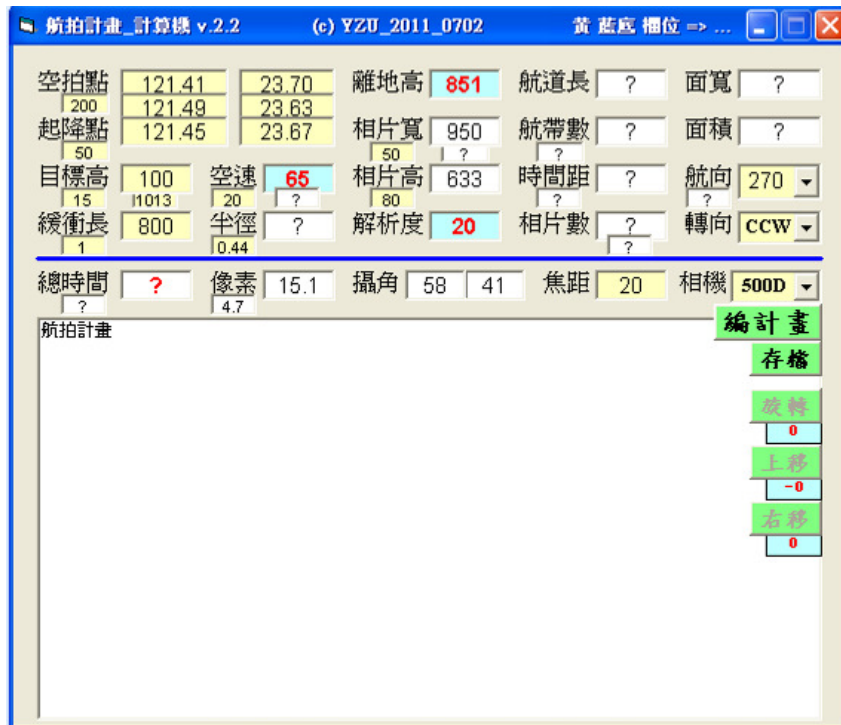 航拍計畫_計算機 v.2.2 (c) YZU_2011_0702 黃 藍底 欄位 => ...
空拍點 121.41 23.70 離地高 851 航道長 ? 面寬 ?
200 121.49 23.63
起降點 121.45 23.67 相片寬 950 航帶數 ? 面積 ?
50 50 ? ?
目標高 100 空速 65 相片高 633 時間距 ? 航向 270
15 1013 20 ? 80 ? ?
緩衝長 800 半徑 ? 解析度 20 相片數 ? 轉向 CCW
1 0.44 ?
總時間 ? 像素 15.1 攝角 58 41 焦距 20 相機 500D
? 4.7
編計畫
航拍計畫
存檔
旋轉
0
上移
-0
右移
0